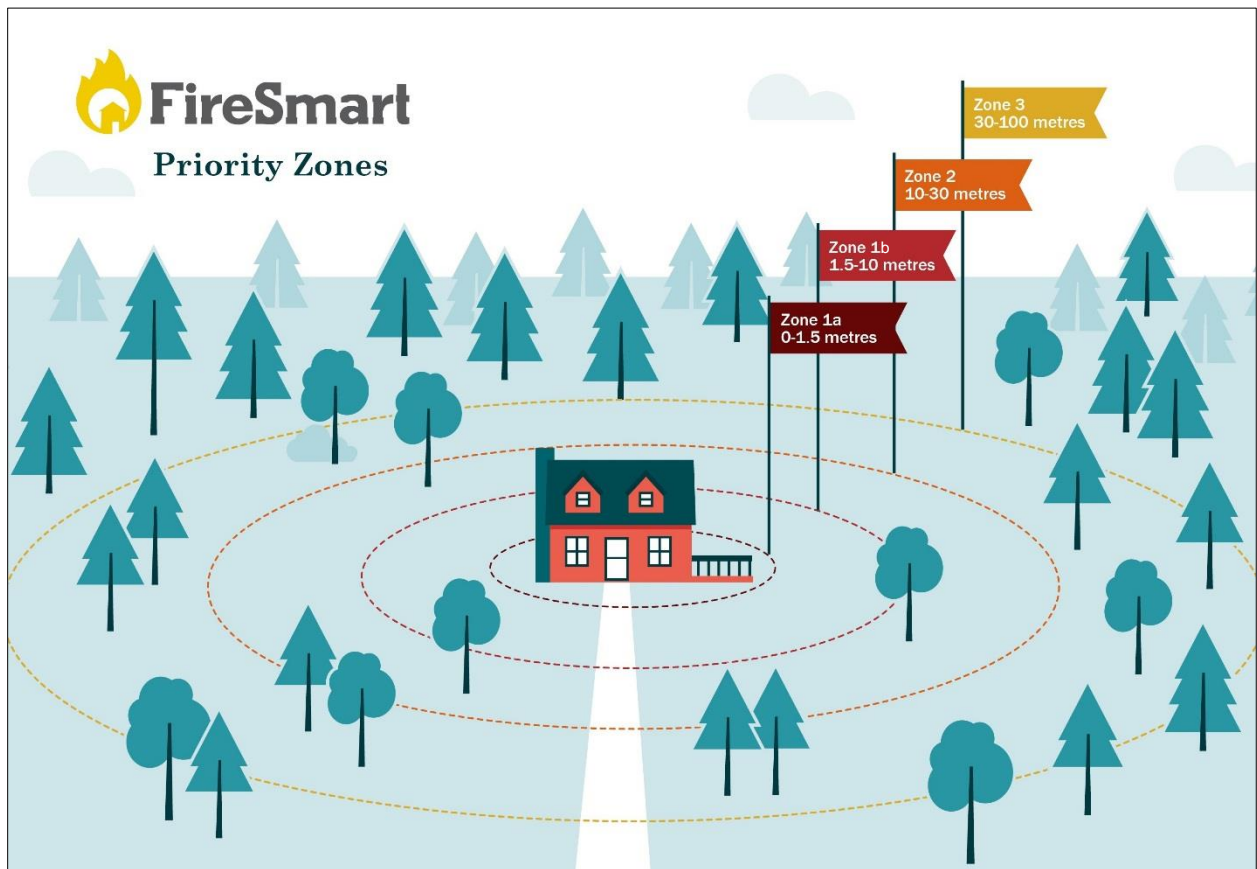 FireSmart
Priority Zones
Zone 3
30-100 metres
Zone 2
10-30 metres
Zone 1b
1.5-10 metres
Zone 1a
0-1.5 metres